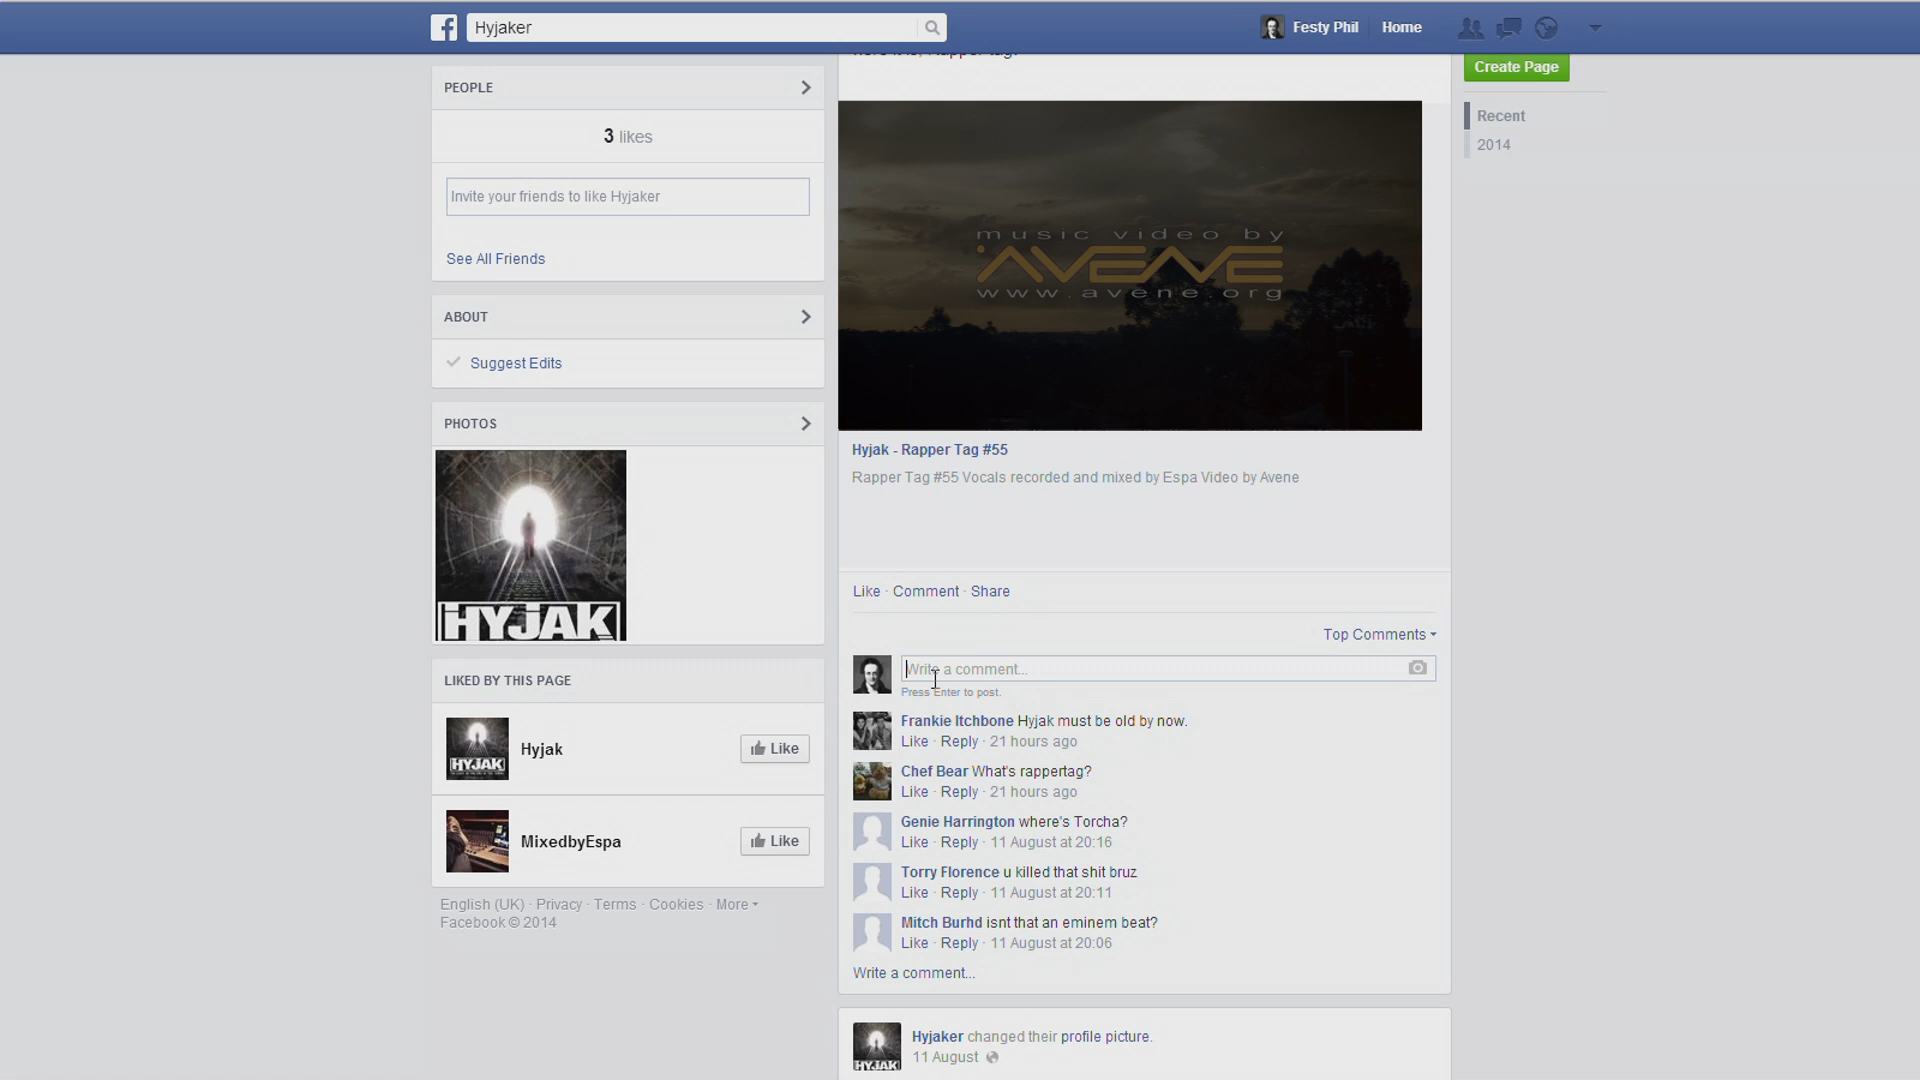 Hyjaker
Festy Phil
Home
PEOPLE
3 likes
Invite your friends to like Hyjaker
See All Friends
ABOUT
Suggest Edits
PHOTOS
HYJAK
LIKED BY THIS PAGE
HYJAK
Hyjak
Like
MixedbyEspa
Like
English (UK) · Privacy · Terms · Cookies · More
Facebook © 2014
music video by
AVENE
www.avene.org
Hyjak - Rapper Tag #55
Rapper Tag #55 Vocals recorded and mixed by Espa Video by Avene
Like · Comment · Share
Top Comments
Write a comment...
Press Enter to post.
Frankie Itchbone Hyjak must be old by now.
Like · Reply · 21 hours ago
Chef Bear What's rappertag?
Like · Reply · 21 hours ago
Genie Harrington where's Torcha?
Like · Reply · 11 August at 20:16
Torry Florence u killed that shit bruz
Like · Reply · 11 August at 20:11
Mitch Burhd isnt that an eminem beat?
Like · Reply · 11 August at 20:06
Write a comment...
HYJAK
Hyjaker changed their profile picture.
11 August
Create Page
Recent
2014